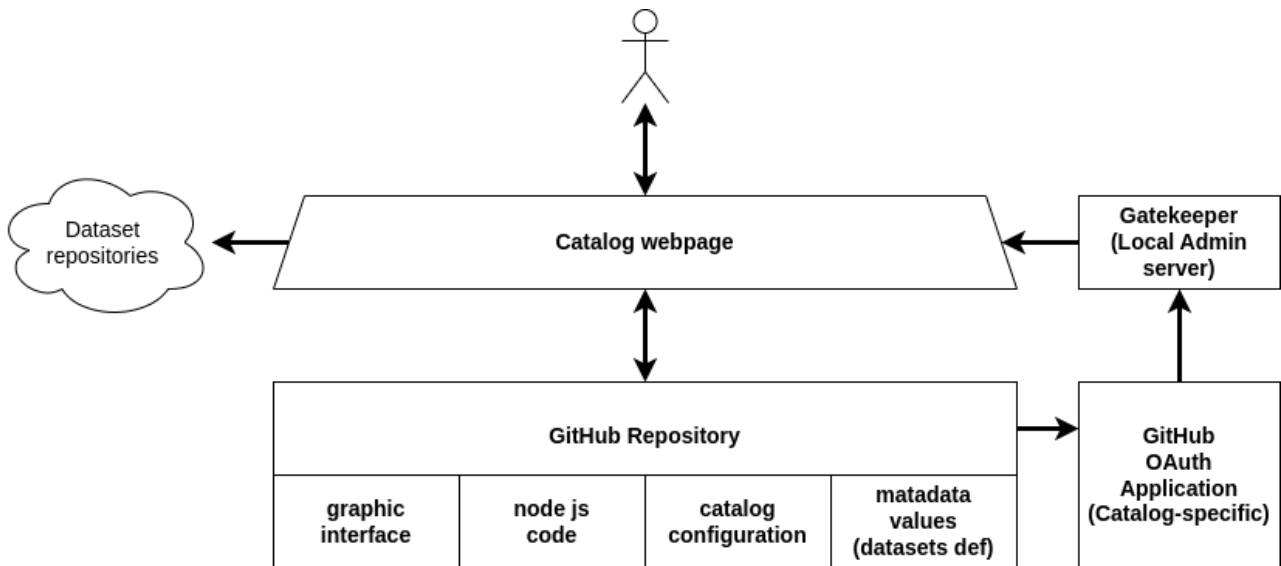 Dataset
repositories
Catalog webpage
Gatekeeper
(Local Admin
server)
GitHub Repository
graphic
interface
node js
code
catalog
configuration
matadata
values
(datasets def)
GitHub
OAuth
Application
(Catalog-specific)